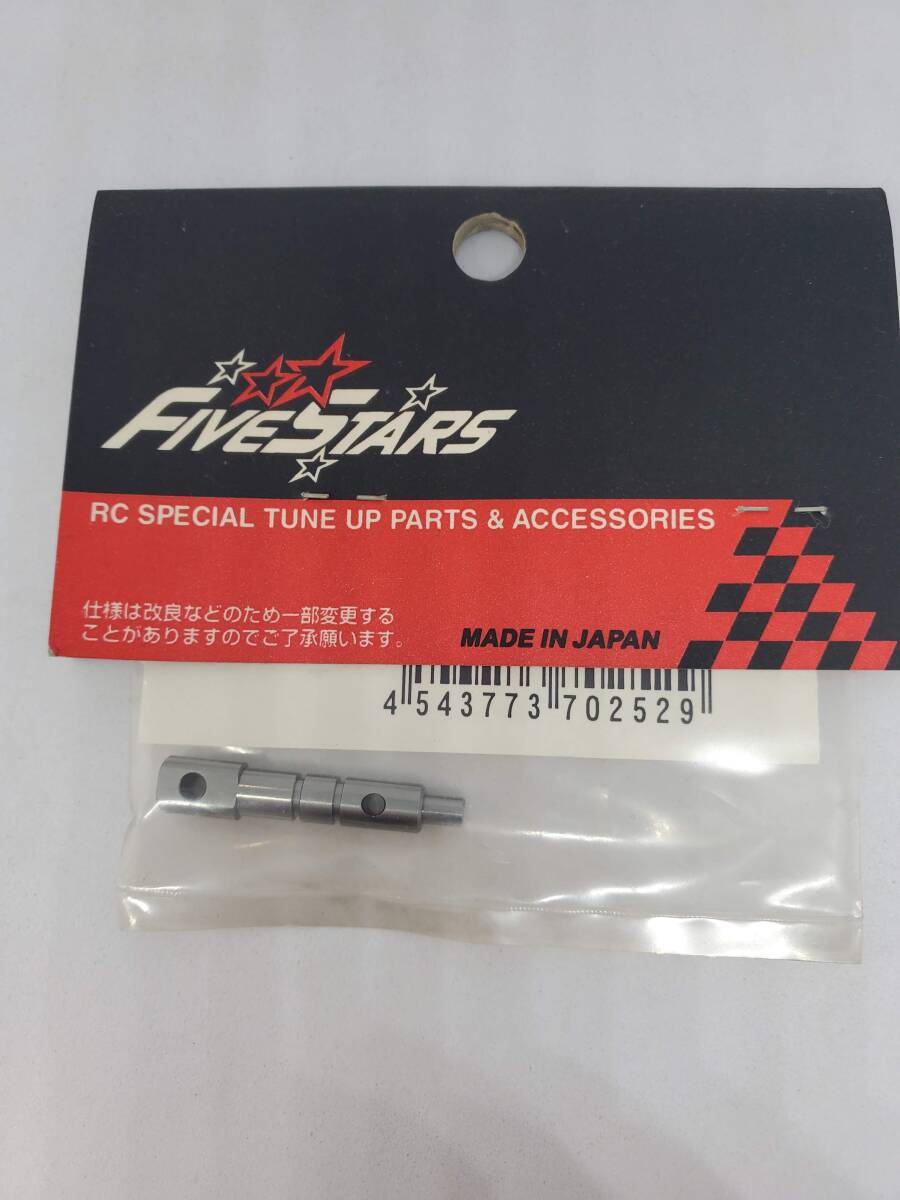 FIVESTARS
RC SPECIAL TUNE UP PARTS & ACCESSORIES
仕様は改良などのため一部変更する
ことがありますのでご了承願います。
MADE IN JAPAN
4 543773 702529